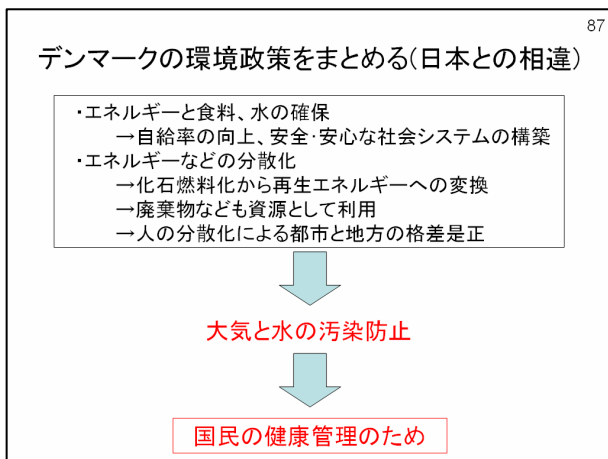 87
デンマークの環境政策をまとめる(日本との相違)
・エネルギーと食料、水の確保
→自給率の向上、安全・安心な社会システムの構築
・エネルギーなどの分散化
→化石燃料化から再生エネルギーへの変換
→廃棄物なども資源として利用
→人の分散化による都市と地方の格差是正
大気と水の汚染防止
国民の健康管理のため